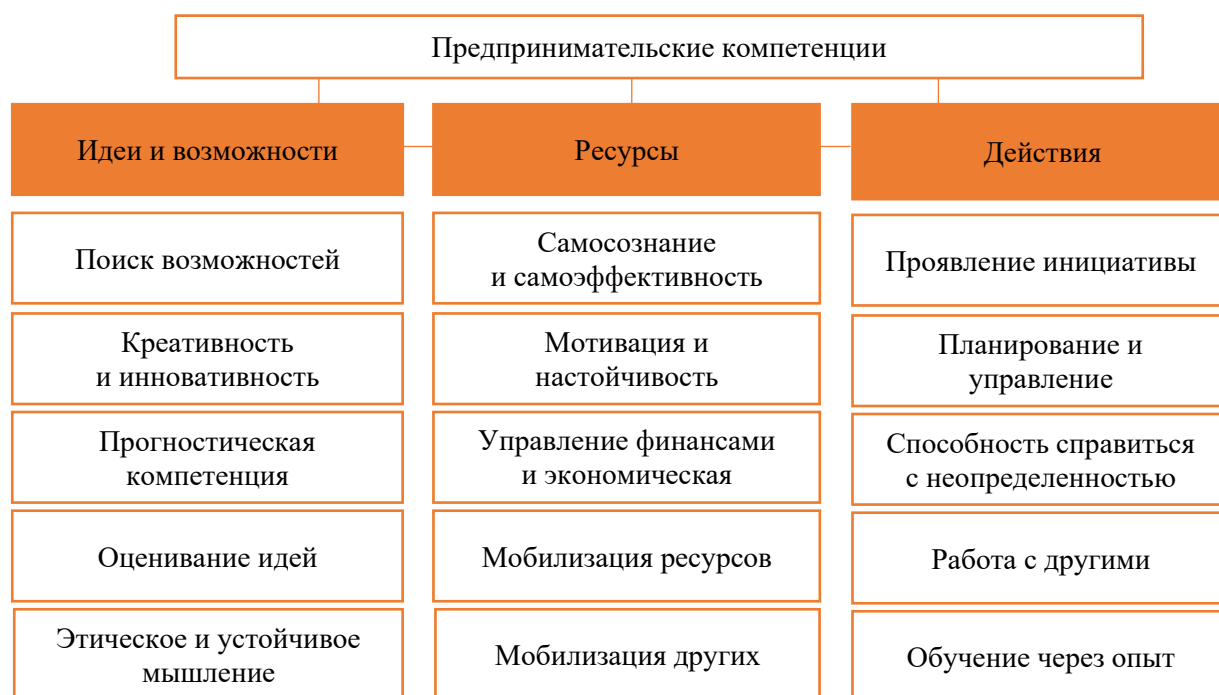 Предпринимательские компетенции
Идеи и возможности
Ресурсы
Действия
Поиск возможностей
Самосознание
и самоэффективность
Проявление инициативы
Креативность
и инновативность
Мотивация и
настойчивость
Планирование и
управление
Прогностическая
компетенция
Управление финансами
и экономическая
Способность справиться
с неопределенностью
Оценивание идей
Мобилизация ресурсов
Работа с другими
Этическое и устойчивое
мышление
Мобилизация других
Обучение через опыт